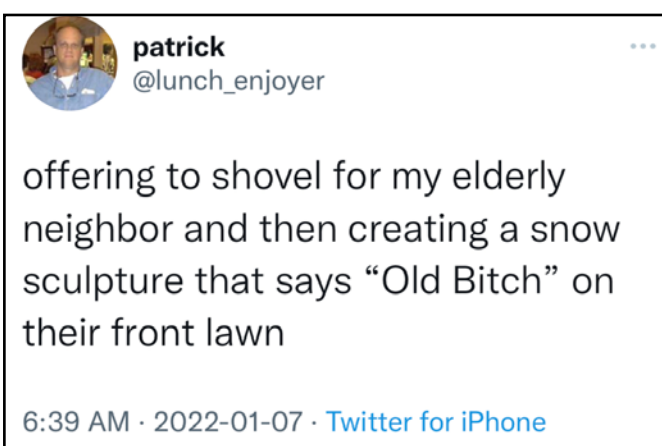 patrick
@lunch_enjoyer
offering to shovel for my elderly
neighbor and then creating a snow
sculpture that says “Old Bitch” on
their front lawn
6:39 AM · 2022-01-07 · Twitter for iPhone